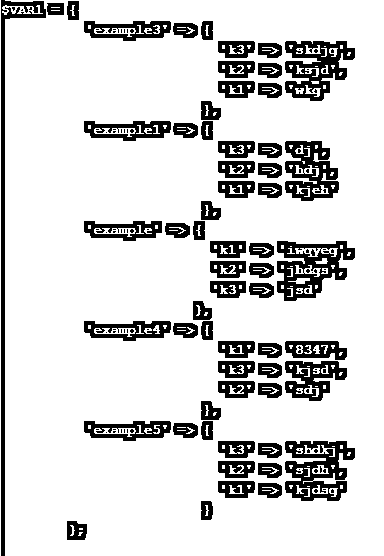 $VAR1 = {
'example3' => {
'k3' => 'skdjg',
'k2' => 'ksjd',
'k1' => 'wkg'
},
'example1' => {
'k3' => 'dj',
'k2' => 'hdj',
'k1' => 'kjeh'
},
'example' => {
'k1' => 'iwqyeg',
'k2' => 'jhdgs',
'k3' => 'jsd'
},
'example4' => {
'k1' => '8347',
'k3' => 'kjsd',
'k2' => 'sdj'
},
'example5' => {
'k3' => 'shdkj',
'k2' => 'sjdh',
'k1' => 'kjdsg'
}
};